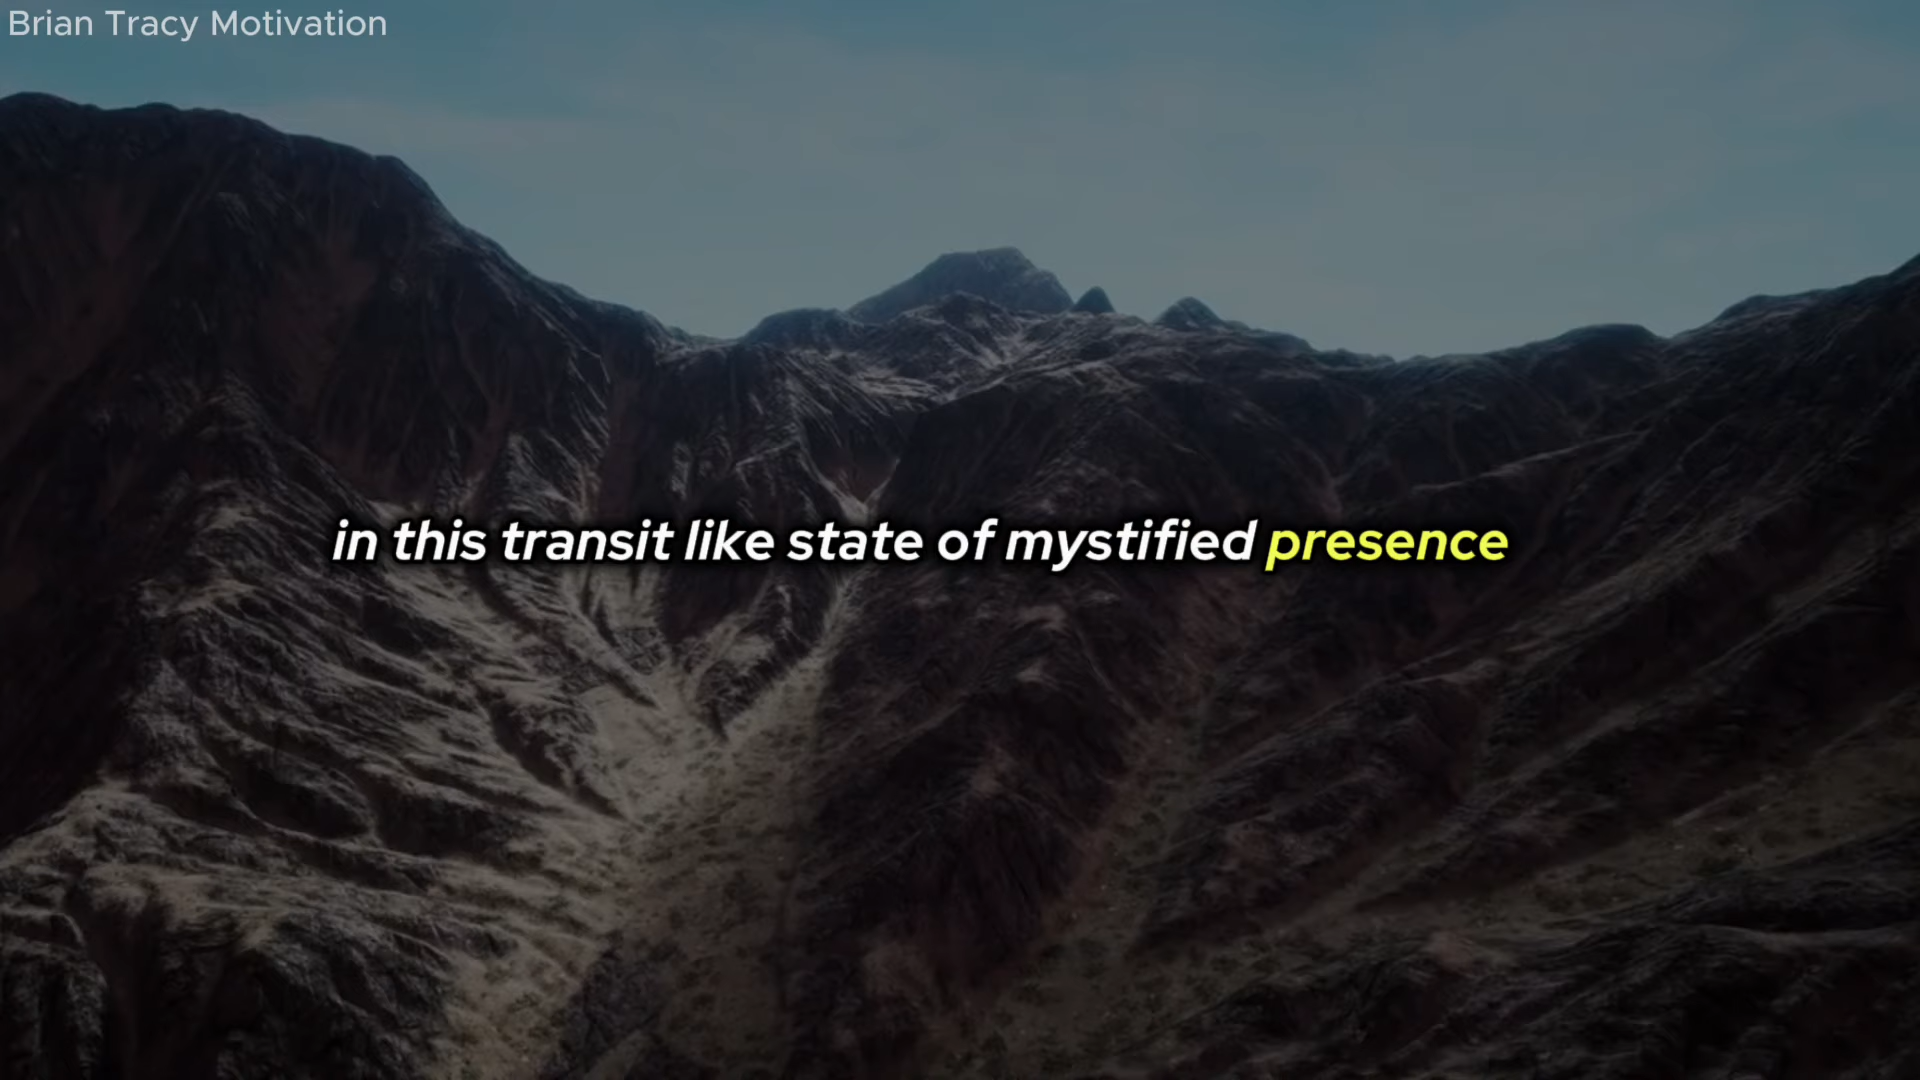 Brian Tracy Motivation
in this transit like state of mystified presence